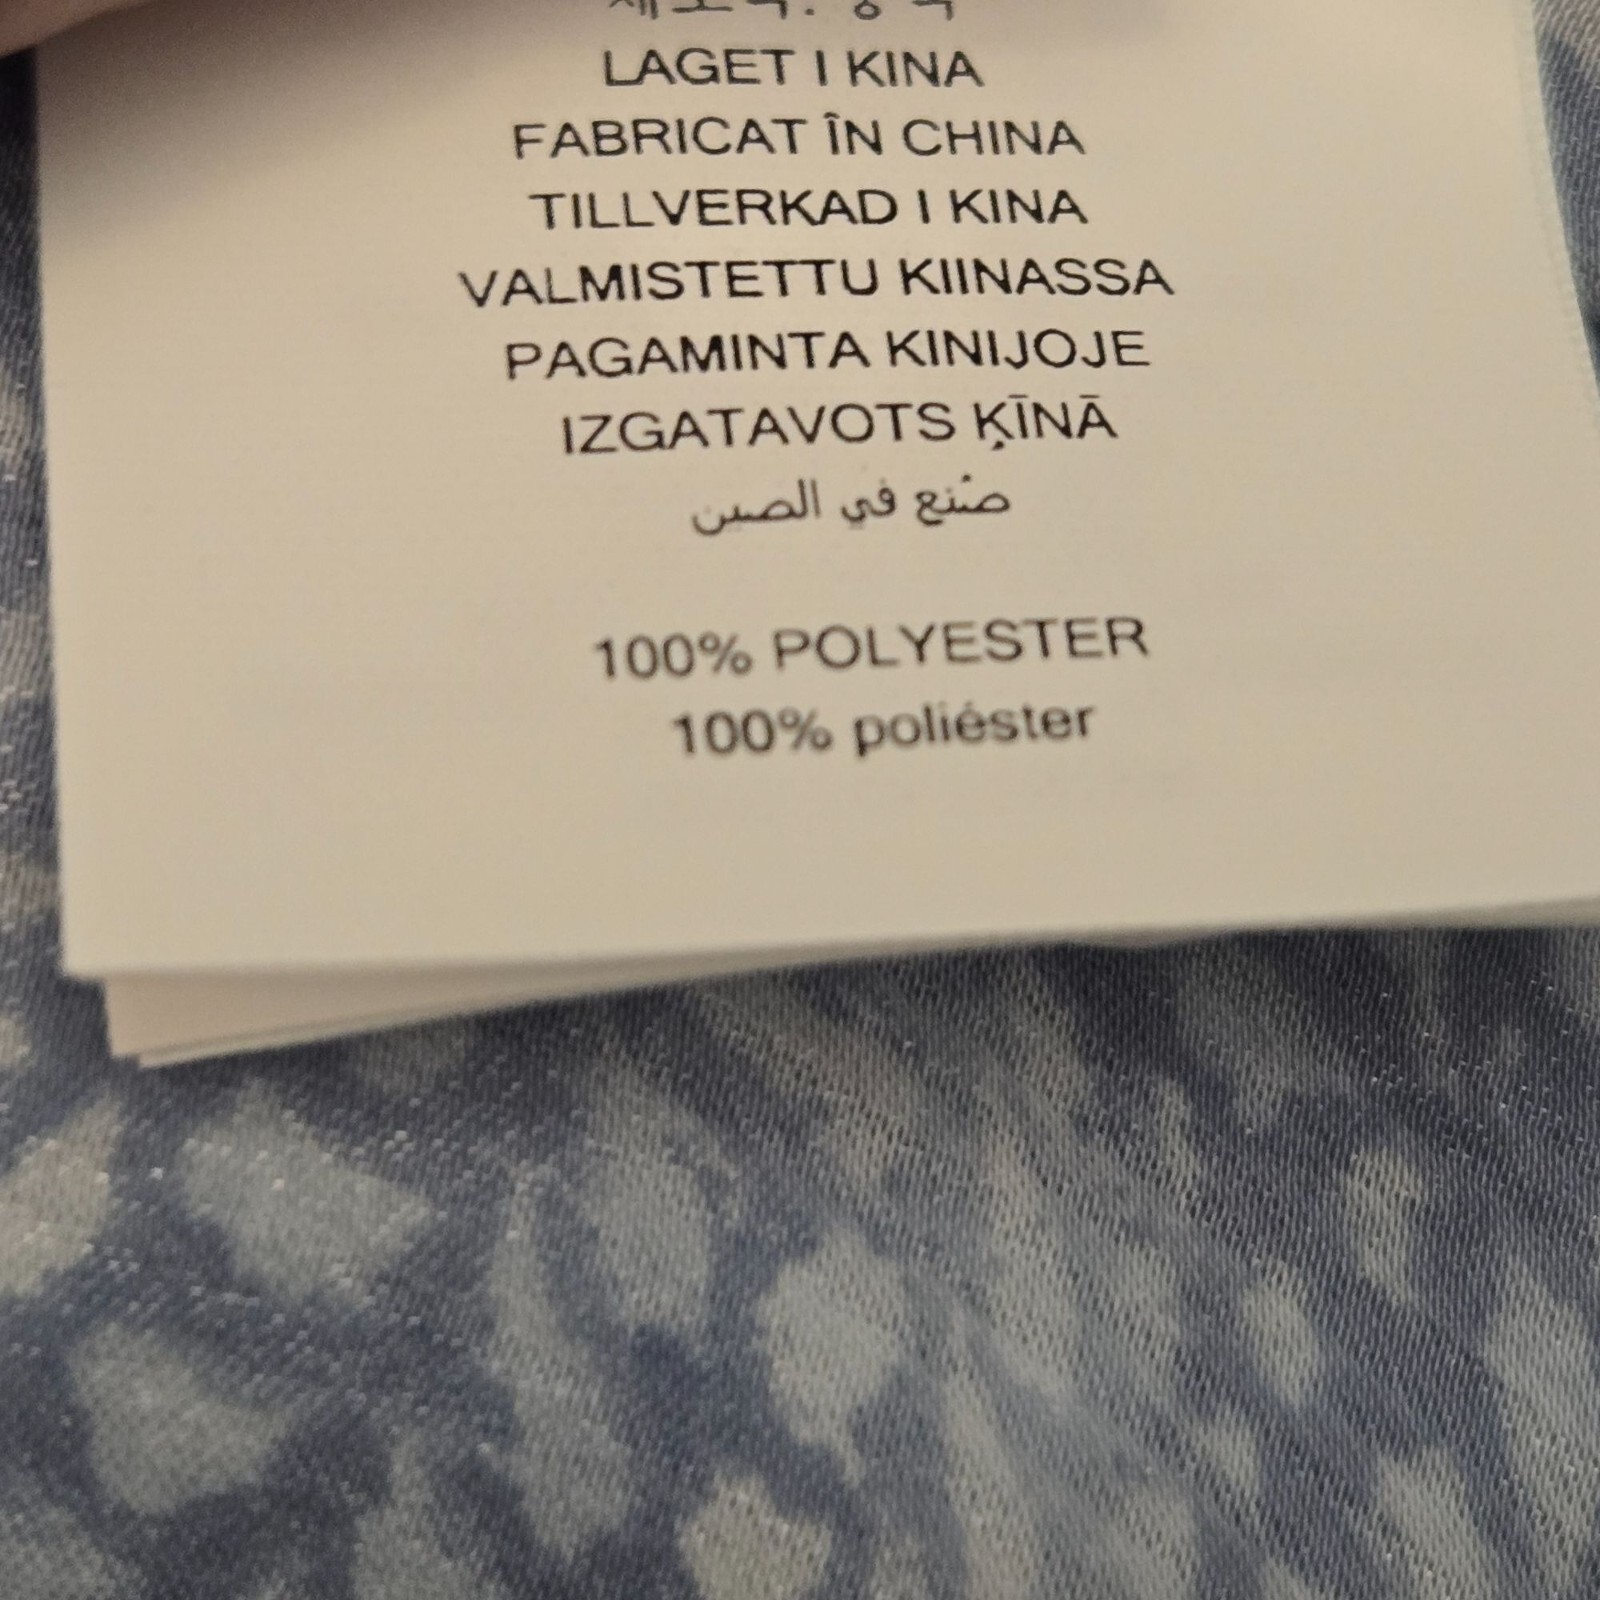 LAGET I KINA
FABRICAT ÎN CHINA
TILLVERKAD I KINA
VALMISTETTU KIINASSA
PAGAMINTA KINIJOJE
IZGATAVOTS ĶĪNĀ
صُنع في الصين
100% POLYESTER
100% poliéster